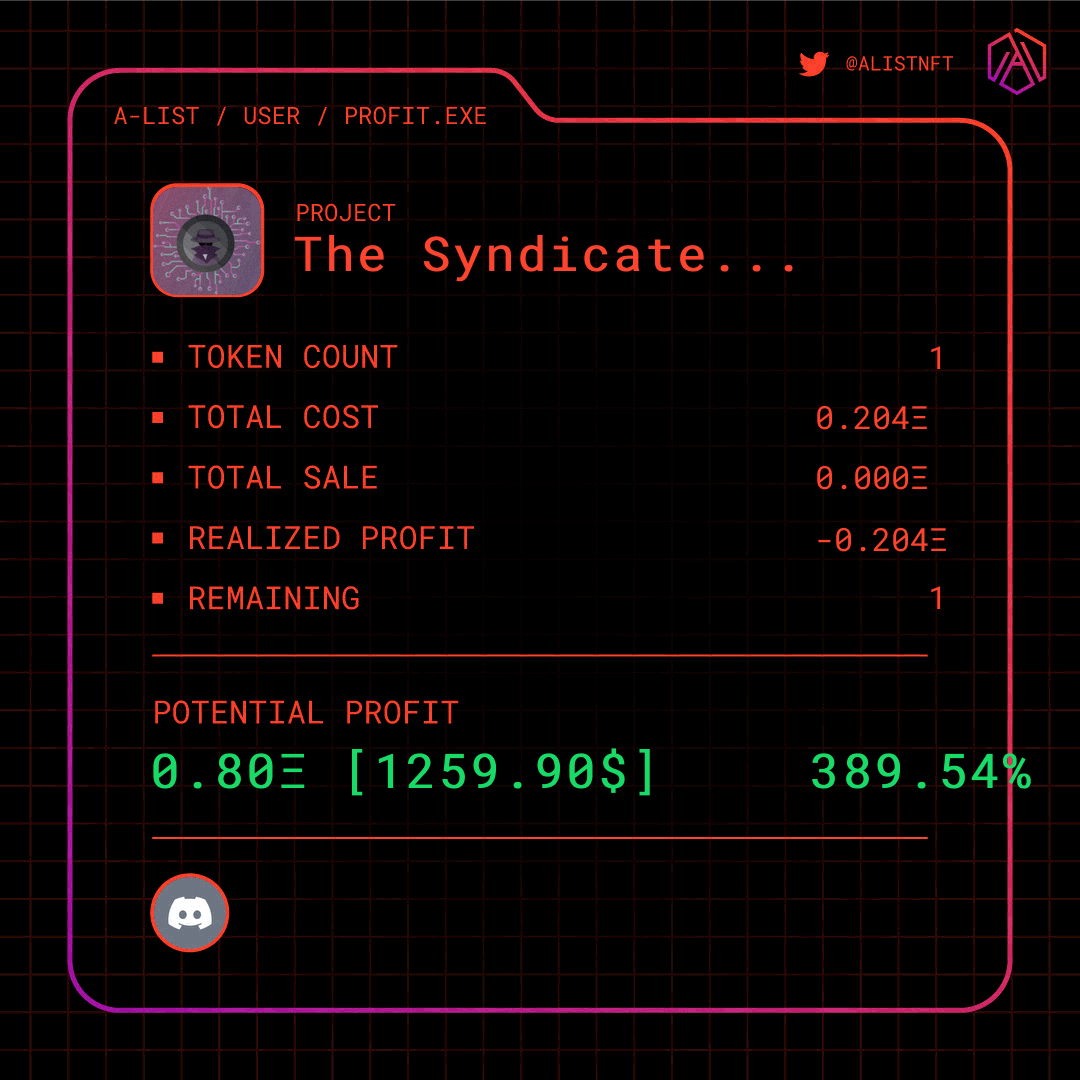 @ALISTNFT
A-LIST / USER / PROFIT.EXE
PROJECT
The Syndicate...
TOKEN COUNT 1
TOTAL COST 0.204Ξ
TOTAL SALE 0.000Ξ
REALIZED PROFIT -0.204Ξ
REMAINING 1
POTENTIAL PROFIT
0.80Ξ [1259.90$] 389.54%